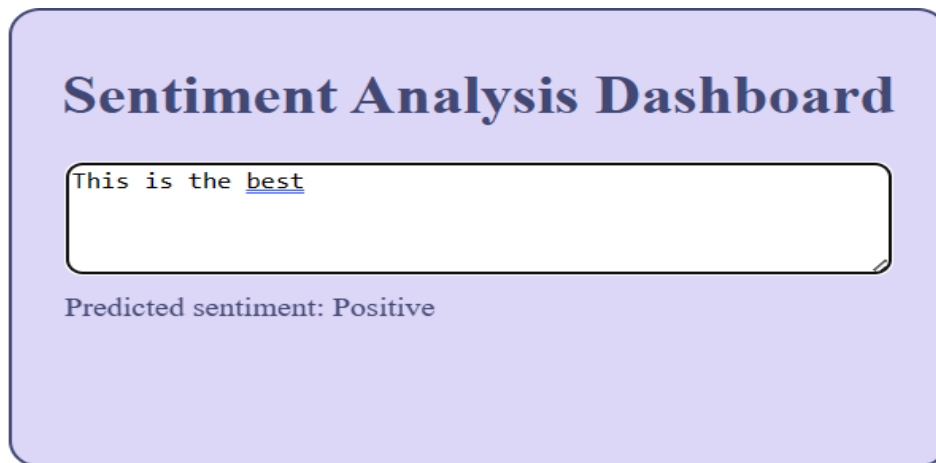 Sentiment Analysis Dashboard
This is the best
Predicted sentiment: Positive